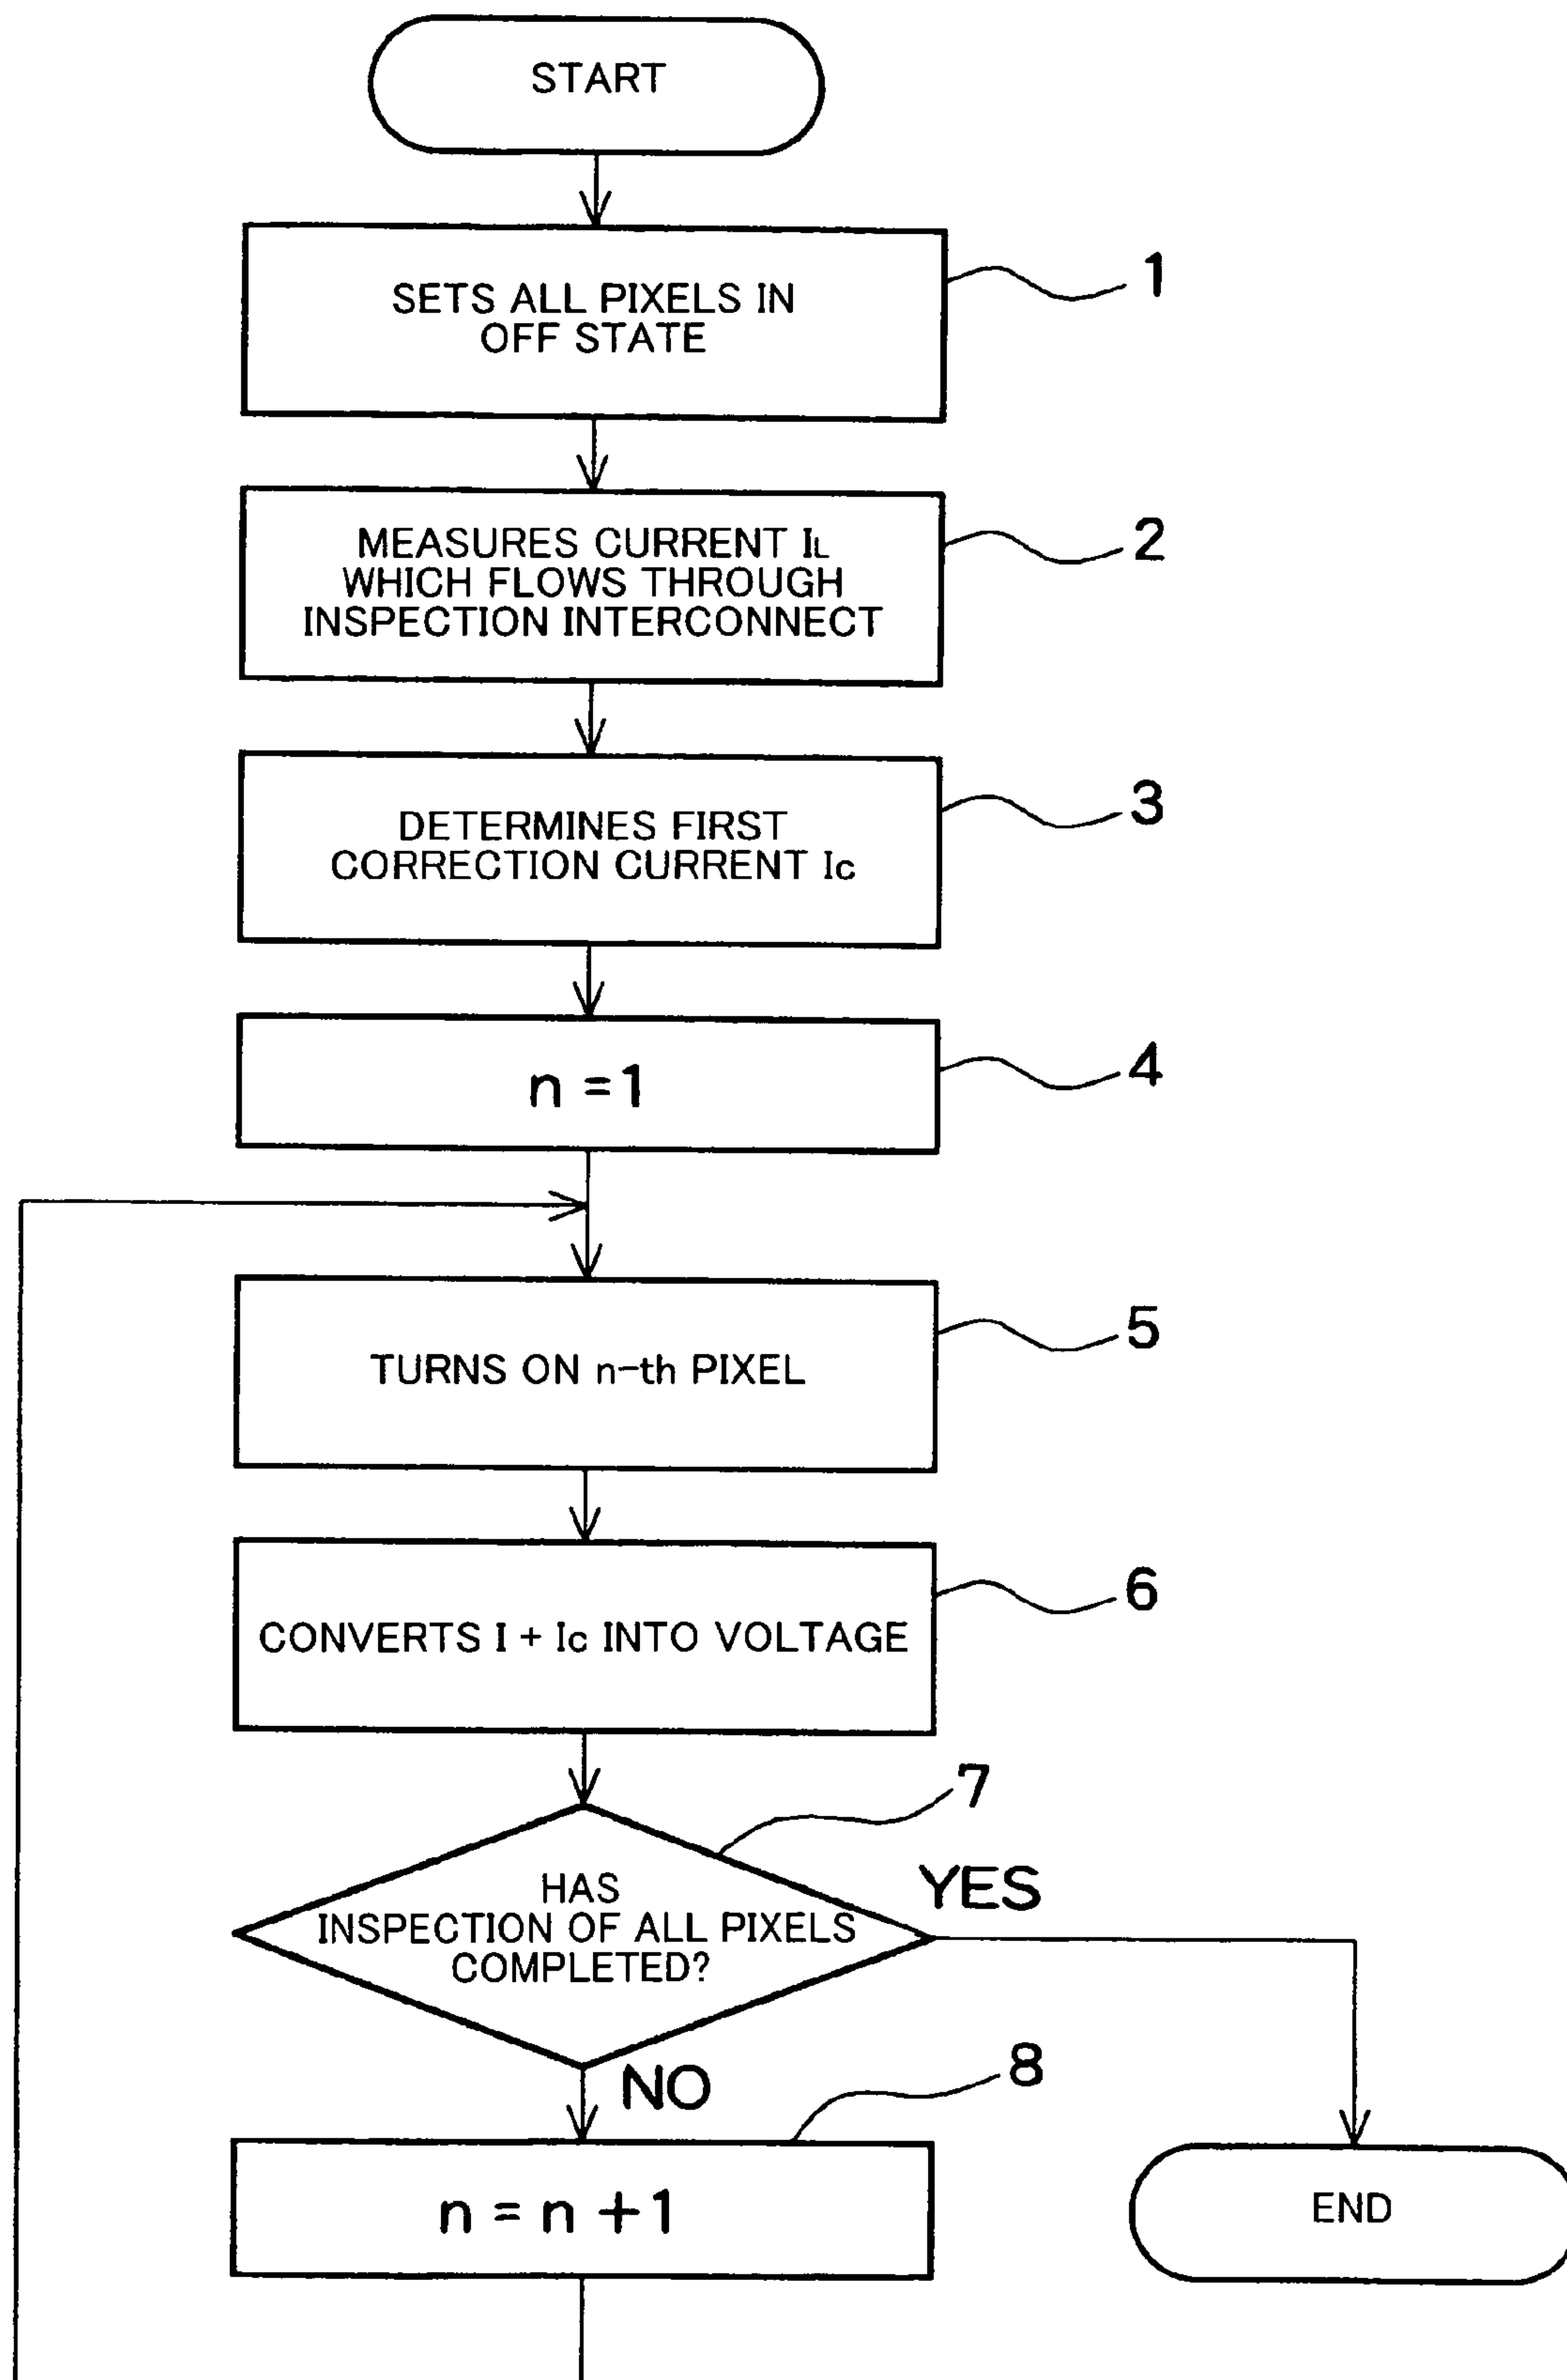 START
SETS ALL PIXELS IN
OFF STATE
1
MEASURES CURRENT IL
WHICH FLOWS THROUGH
INSPECTION INTERCONNECT
2
DETERMINES FIRST
CORRECTION CURRENT Ic
3
n = 1
4
TURNS ON n-th PIXEL
5
CONVERTS I + Ic INTO VOLTAGE
6
7
HAS
INSPECTION OF ALL PIXELS
COMPLETED?
YES
NO
8
n = n + 1
END